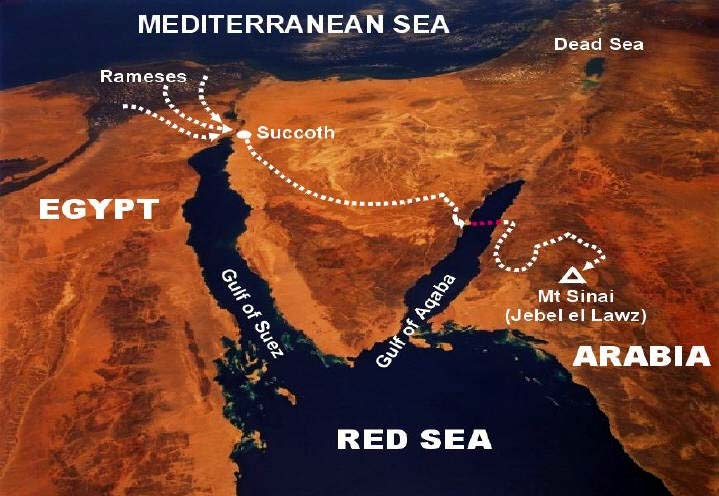 MEDITERRANEAN SEA
Dead Sea
Rameses
Succoth
EGYPT
Gulf of Suez
Gulf of Aqaba
Mt Sinai
(Jebel el Lawz)
ARABIA
RED SEA